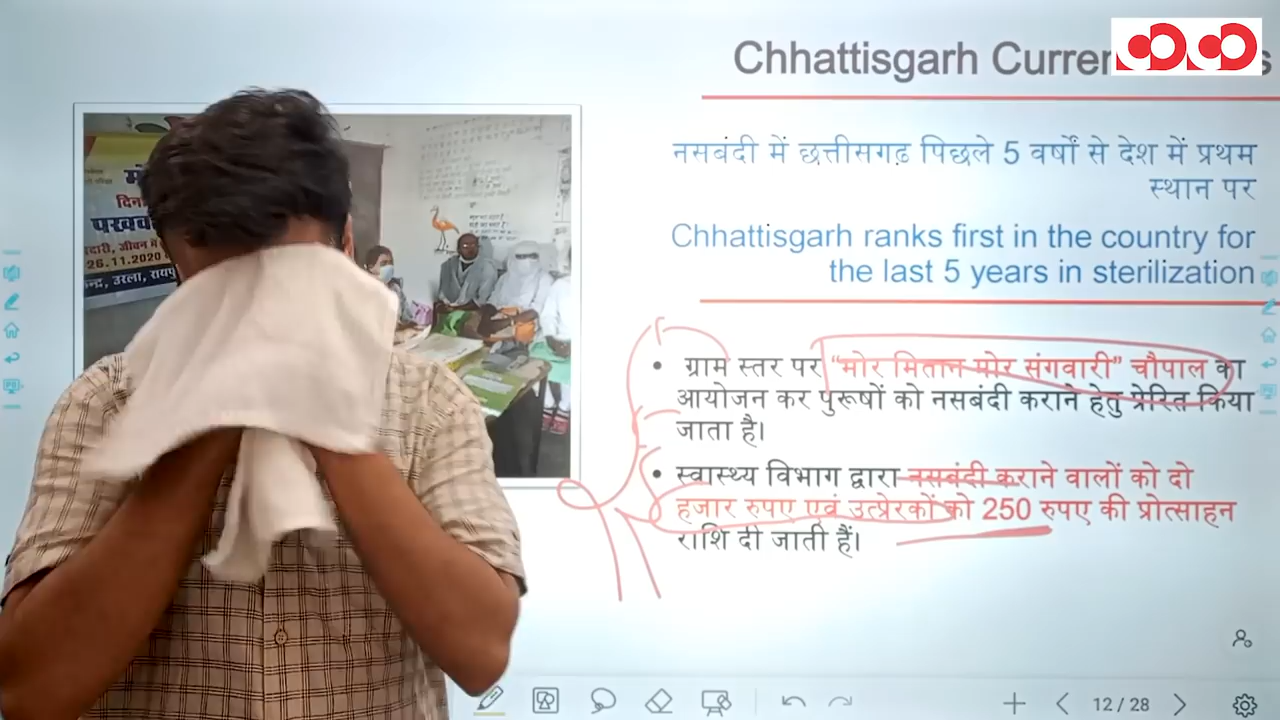 Chhattisgarh Curren
नसबंदी में छत्तीसगढ़ पिछले 5 वर्षों से देश में प्रथम
स्थान पर
Chhattisgarh ranks first in the country for
the last 5 years in sterilization
• ग्राम स्तर पर “मोर मितान मोर संगवारी” चौपाल का
आयोजन कर पुरूषों को नसबंदी कराने हेतु प्रेरित किया
जाता है।
• स्वास्थ्य विभाग द्वारा नसबंदी कराने वालों को दो
हजार रुपए एवं उत्प्रेरकों को 250 रुपए की प्रोत्साहन
राशि दी जाती हैं।
26.11.2020
उरला,
12 / 28